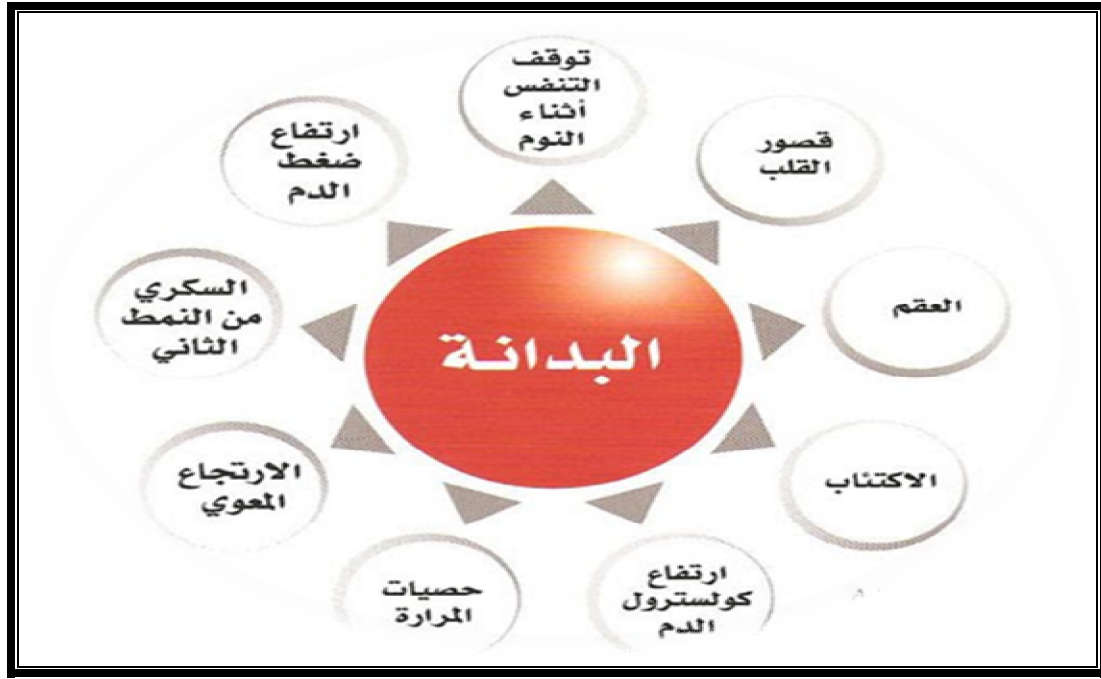 توقف
التنفس
أثناء
النوم
قصور
القلب
العقم
الاكتئاب
ارتفاع
كولسترول
الدم
حصيات
المرارة
الارتجاع
المعوي
السكري
من النمط
الثاني
ارتفاع
ضغط
الدم
البدانة